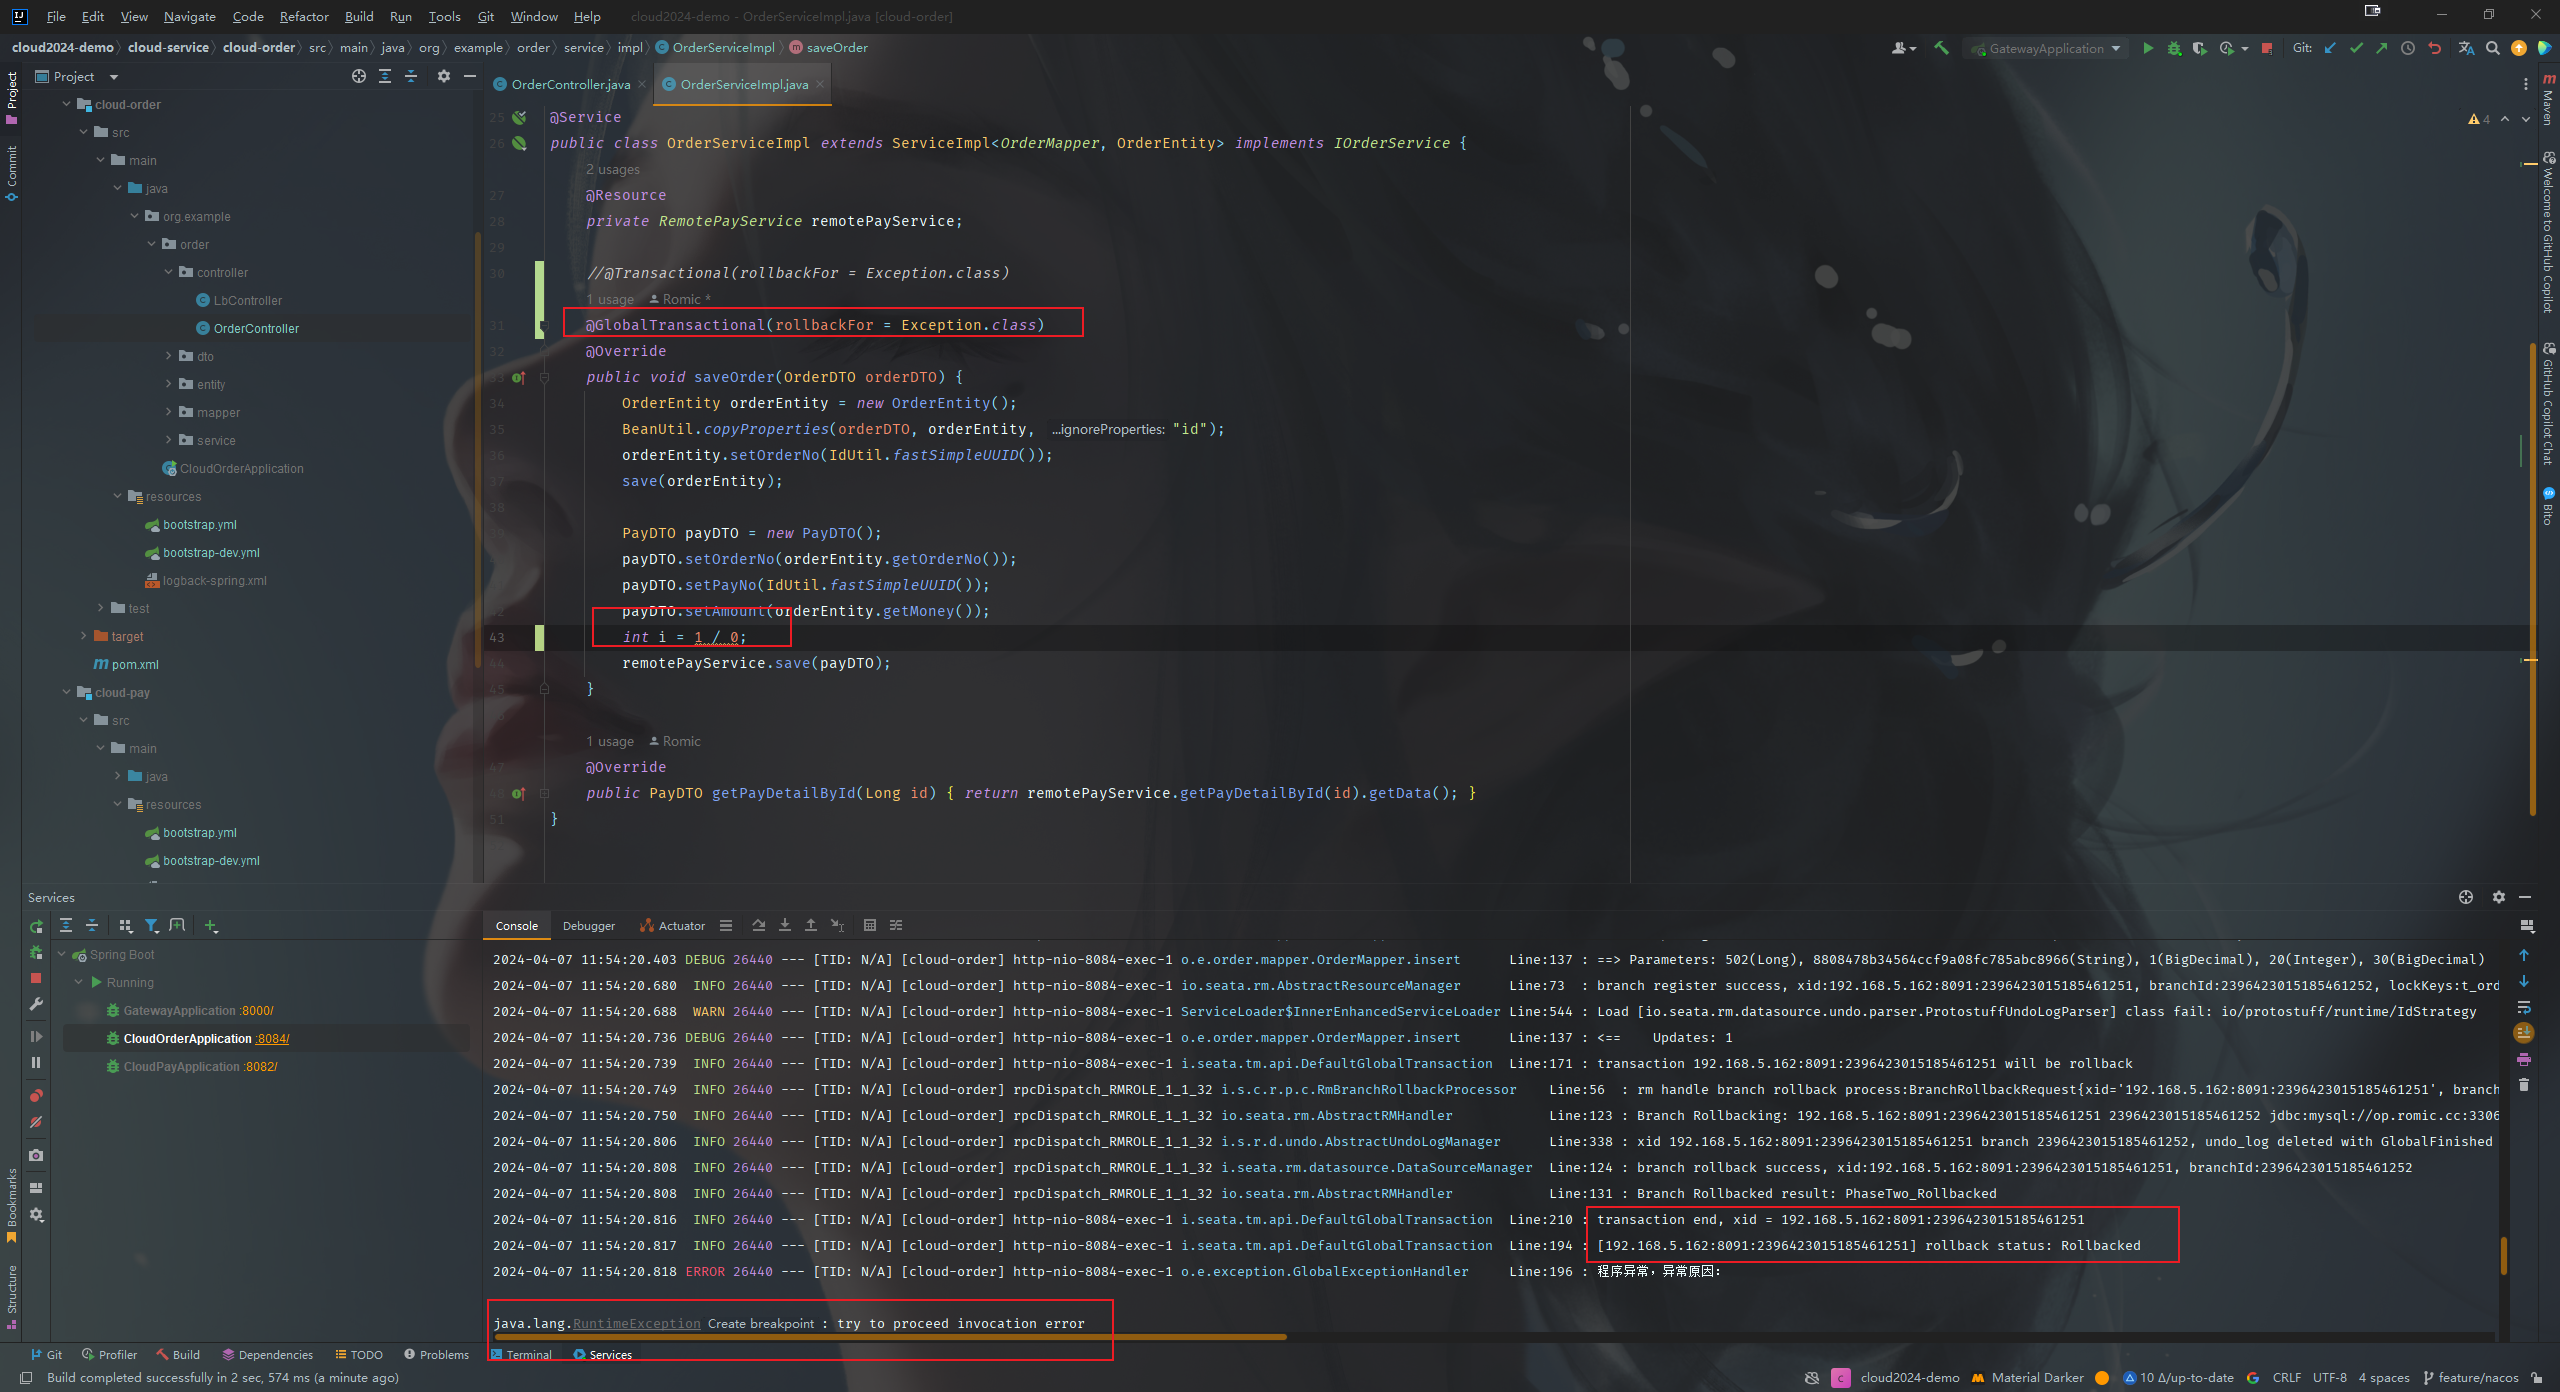 File Edit View Navigate Code Refactor Build Run Tools Git Window Help cloud2024-demo - OrderServiceImpl.java [cloud-order]
cloud2024-demo cloud-service cloud-order src main java org example order service impl OrderServiceImpl saveOrder
GatewayApplication Git:
Project
OrderController.java OrderServiceImpl.java
cloud-order
src
main
java
org.example
order
controller
LbController
OrderController
dto
entity
mapper
service
CloudOrderApplication
resources
bootstrap.yml
bootstrap-dev.yml
logback-spring.xml
test
target
pom.xml
cloud-pay
src
main
java
resources
bootstrap.yml
bootstrap-dev.yml
Project
Commit
Bookmarks
Structure
25 @Service
26 public class OrderServiceImpl extends ServiceImpl<OrderMapper, OrderEntity> implements IOrderService {
2 usages
27 @Resource
28 private RemotePayService remotePayService;
29
30 //@Transactional(rollbackFor = Exception.class)
1 usage Romic *
31 @GlobalTransactional(rollbackFor = Exception.class)
32 @Override
33 public void saveOrder(OrderDTO orderDTO) {
34 OrderEntity orderEntity = new OrderEntity();
35 BeanUtil.copyProperties(orderDTO, orderEntity, ...ignoreProperties: "id");
36 orderEntity.setOrderNo(IdUtil.fastSimpleUUID());
37 save(orderEntity);
38
39 PayDTO payDTO = new PayDTO();
40 payDTO.setOrderNo(orderEntity.getOrderNo());
41 payDTO.setPayNo(IdUtil.fastSimpleUUID());
42 payDTO.setAmount(orderEntity.getMoney());
43 int i = 1 / 0;
44 remotePayService.save(payDTO);
45 }
46
1 usage Romic
47 @Override
48 public PayDTO getPayDetailById(Long id) { return remotePayService.getPayDetailById(id).getData(); }
51 }
4
Maven
Welcome to GitHub Copilot
GitHub Copilot Chat
Bito
Services
Spring Boot
Running
GatewayApplication :8000/
CloudOrderApplication :8084/
CloudPayApplication :8082/
Console Debugger Actuator
2024-04-07 11:54:20.403 DEBUG 26440 --- [TID: N/A] [cloud-order] http-nio-8084-exec-1 o.e.order.mapper.OrderMapper.insert Line:137 : ==> Parameters: 502(Long), 8808478b34564ccf9a08fc785abc8966(String), 1(BigDecimal), 20(Integer), 30(BigDecimal)
2024-04-07 11:54:20.680 INFO 26440 --- [TID: N/A] [cloud-order] http-nio-8084-exec-1 io.seata.rm.AbstractResourceManager Line:73 : branch register success, xid:192.168.5.162:8091:2396423015185461251, branchId:2396423015185461252, lockKeys:t_ord
2024-04-07 11:54:20.688 WARN 26440 --- [TID: N/A] [cloud-order] http-nio-8084-exec-1 ServiceLoader$InnerEnhancedServiceLoader Line:544 : Load [io.seata.rm.datasource.undo.parser.ProtostuffUndoLogParser] class fail: io/protostuff/runtime/IdStrategy
2024-04-07 11:54:20.736 DEBUG 26440 --- [TID: N/A] [cloud-order] http-nio-8084-exec-1 o.e.order.mapper.OrderMapper.insert Line:137 : <== Updates: 1
2024-04-07 11:54:20.739 INFO 26440 --- [TID: N/A] [cloud-order] http-nio-8084-exec-1 i.seata.tm.api.DefaultGlobalTransaction Line:171 : transaction 192.168.5.162:8091:2396423015185461251 will be rollback
2024-04-07 11:54:20.749 INFO 26440 --- [TID: N/A] [cloud-order] rpcDispatch_RMROLE_1_1_32 i.s.c.r.p.c.RmBranchRollbackProcessor Line:56 : rm handle branch rollback process:BranchRollbackRequest{xid='192.168.5.162:8091:2396423015185461251', branch
2024-04-07 11:54:20.750 INFO 26440 --- [TID: N/A] [cloud-order] rpcDispatch_RMROLE_1_1_32 io.seata.rm.AbstractRMHandler Line:123 : Branch Rollbacking: 192.168.5.162:8091:2396423015185461251 2396423015185461252 jdbc:mysql://op.romic.cc:3306
2024-04-07 11:54:20.806 INFO 26440 --- [TID: N/A] [cloud-order] rpcDispatch_RMROLE_1_1_32 i.s.r.d.undo.AbstractUndoLogManager Line:338 : xid 192.168.5.162:8091:2396423015185461251 branch 2396423015185461252, undo_log deleted with GlobalFinished
2024-04-07 11:54:20.808 INFO 26440 --- [TID: N/A] [cloud-order] rpcDispatch_RMROLE_1_1_32 i.seata.rm.datasource.DataSourceManager Line:124 : branch rollback success, xid:192.168.5.162:8091:2396423015185461251, branchId:2396423015185461252
2024-04-07 11:54:20.808 INFO 26440 --- [TID: N/A] [cloud-order] rpcDispatch_RMROLE_1_1_32 io.seata.rm.AbstractRMHandler Line:131 : Branch Rollbacked result: PhaseTwo_Rollbacked
2024-04-07 11:54:20.816 INFO 26440 --- [TID: N/A] [cloud-order] http-nio-8084-exec-1 i.seata.tm.api.DefaultGlobalTransaction Line:210 : transaction end, xid = 192.168.5.162:8091:2396423015185461251
2024-04-07 11:54:20.817 INFO 26440 --- [TID: N/A] [cloud-order] http-nio-8084-exec-1 i.seata.tm.api.DefaultGlobalTransaction Line:194 : [192.168.5.162:8091:2396423015185461251] rollback status: Rollbacked
2024-04-07 11:54:20.818 ERROR 26440 --- [TID: N/A] [cloud-order] http-nio-8084-exec-1 o.e.exception.GlobalExceptionHandler Line:196 : 程序异常，异常原因：
java.lang.RuntimeException Create breakpoint : try to proceed invocation error
Git Profiler Build Dependencies TODO Problems Terminal Services
Build completed successfully in 2 sec, 574 ms (a minute ago)
c cloud2024-demo Material Darker 10 Δ/up-to-date CRLF UTF-8 4 spaces feature/nacos